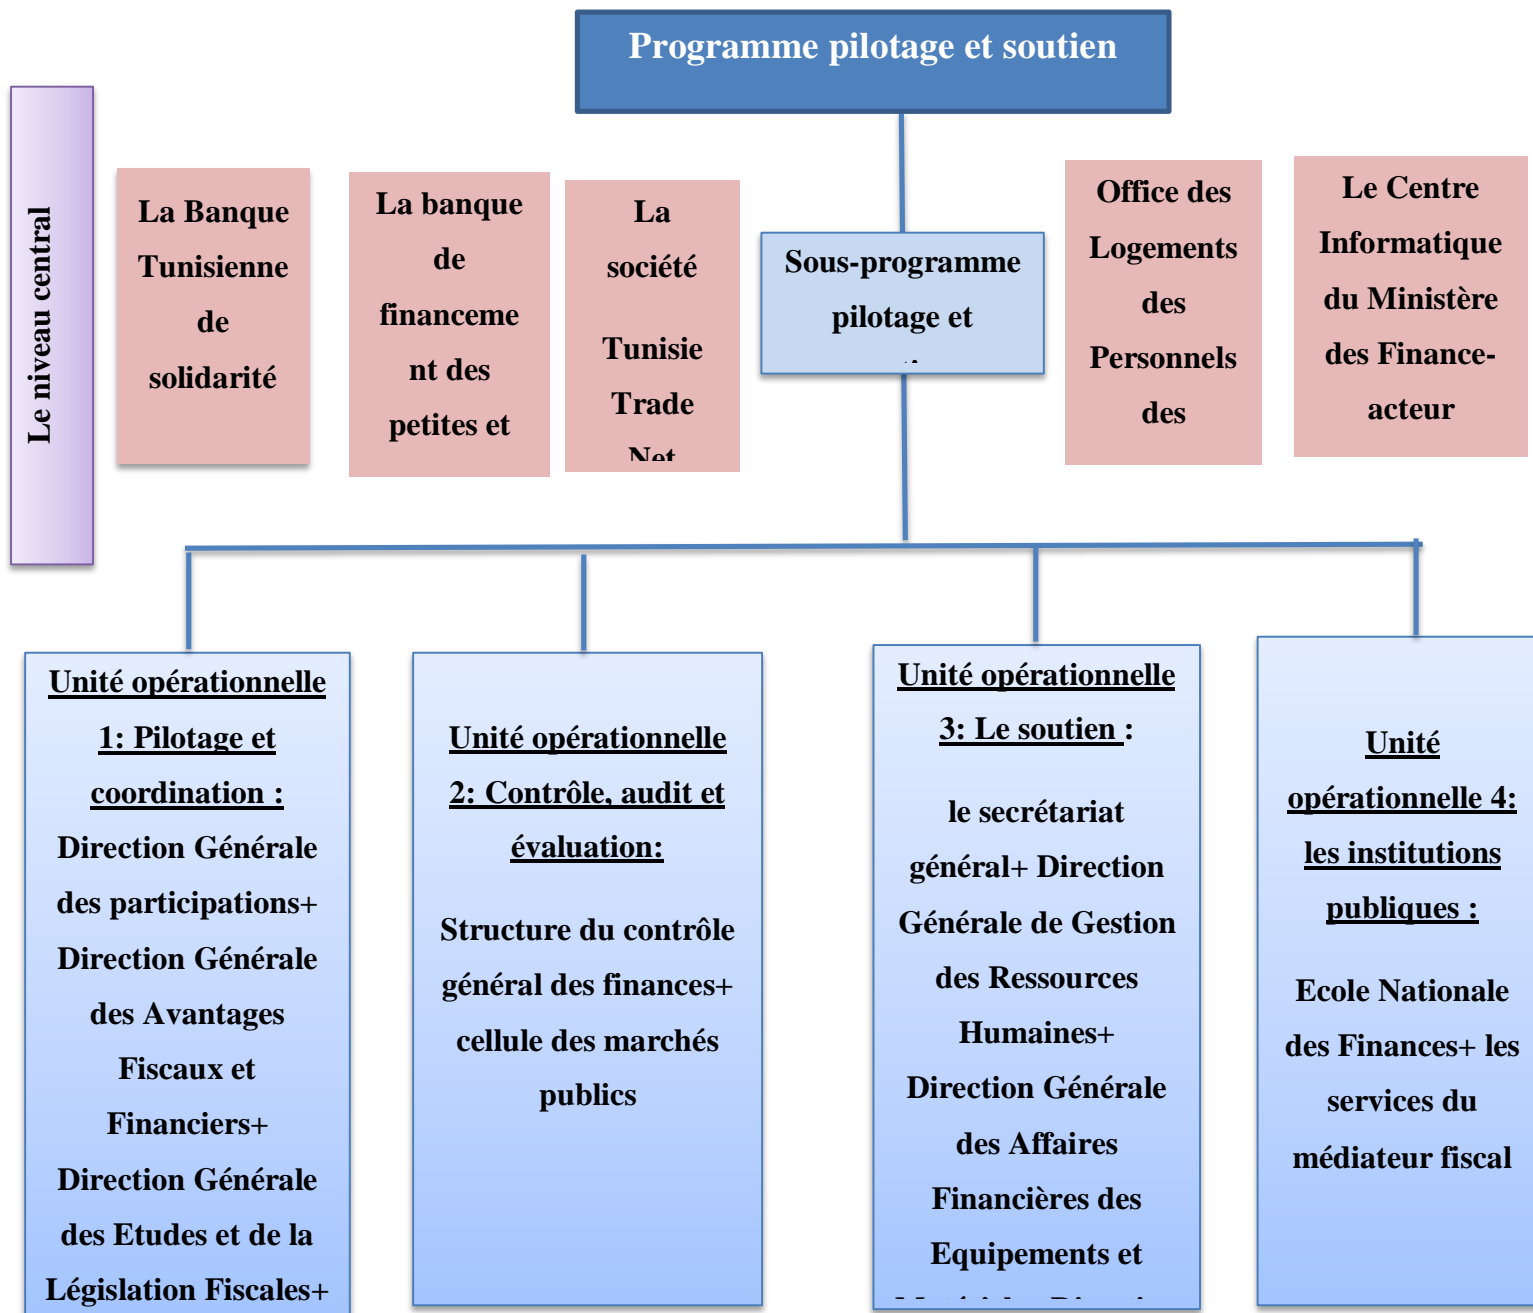 Programme pilotage et soutien
Le niveau central
La Banque
Tunisienne
de
solidarité
La banque
de
financeme
nt des
petites et
La
société
Tunisie
Trade
Net
Sous-programme
pilotage et
Office des
Logements
des
Personnels
des
Le Centre
Informatique
du Ministère
des Finance-
acteur
Unité opérationnelle
1: Pilotage et
coordination :
Direction Générale
des participations+
Direction Générale
des Avantages
Fiscaux et
Financiers+
Direction Générale
des Etudes et de la
Législation Fiscales+
Unité opérationnelle
2: Contrôle, audit et
évaluation:
Structure du contrôle
général des finances+
cellule des marchés
publics
Unité opérationnelle
3: Le soutien :
le secrétariat
général+ Direction
Générale de Gestion
des Ressources
Humaines+
Direction Générale
des Affaires
Financières des
Equipements et
Unité
opérationnelle 4:
les institutions
publiques :
Ecole Nationale
des Finances+ les
services du
médiateur fiscal